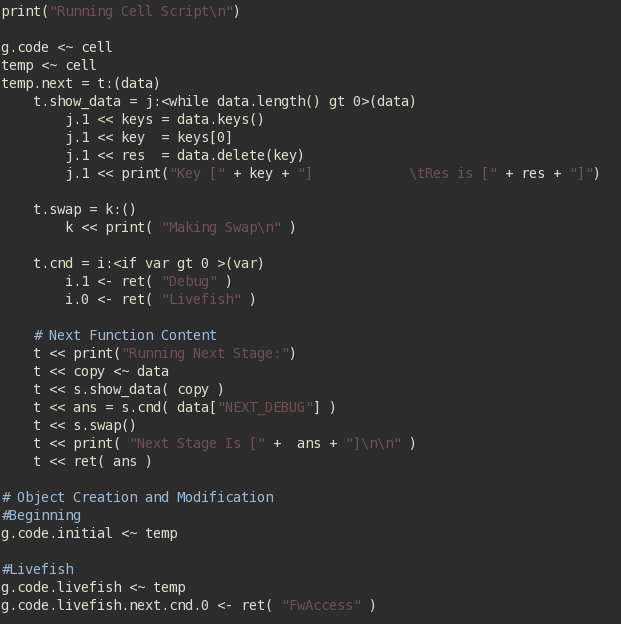 print("Running Cell Script\n")
g.code <~ cell
temp <~ cell
temp.next = t:(data)
    t.show_data = j:<while data.length() gt 0>(data)
        j.1 << keys = data.keys()
        j.1 << key  = keys[0]
        j.1 << res  = data.delete(key)
        j.1 << print("Key [" + key + "]            \tRes is [" + res + "]")
    t.swap = k:()
        k << print( "Making Swap\n" )
    t.cnd = i:<if var gt 0 >(var)
        i.1 <- ret( "Debug" )
        i.0 <- ret( "Livefish" )
    # Next Function Content
    t << print("Running Next Stage:")
    t << copy <~ data
    t << s.show_data( copy )
    t << ans = s.cnd( data["NEXT_DEBUG"] )
    t << s.swap()
    t << print( "Next Stage Is [" +  ans + "]\n\n" )
    t << ret( ans )
# Object Creation and Modification
#Beginning
g.code.initial <~ temp
#Livefish
g.code.livefish <~ temp
g.code.livefish.next.cnd.0 <- ret( "FwAccess" )